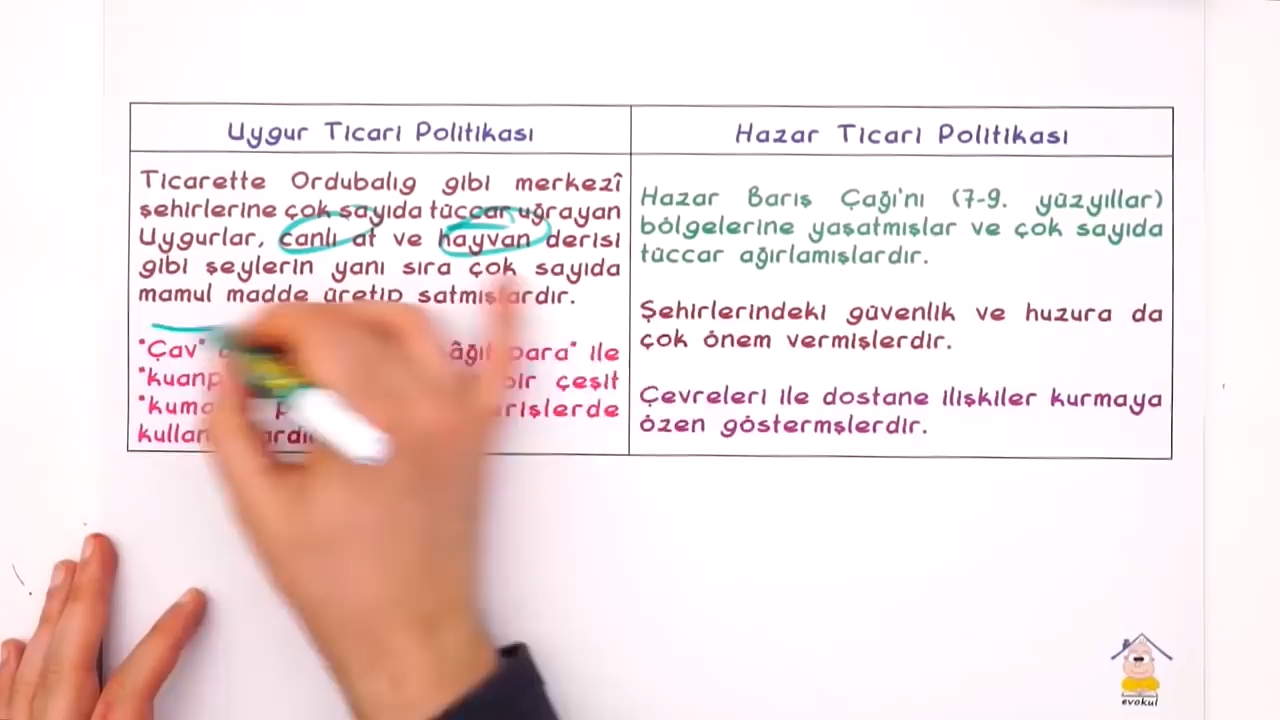 Uygur Ticari Politikası
Ticarette Ordubalıg gibi merkezî
şehirlerine çok sayıda tüccar uğrayan
Uygurlar, canlı at ve hayvan derisi
gibi şeylerin yanı sıra çok sayıda
mamul madde üretip satmışlardır.
"Çav" para" ile
çeşit
Hazar Ticari Politikası
Hazar Barış Çağı'nı (7-9. yüzyıllar)
bölgelerine yaşatmışlar ve çok sayıda
tüccar ağırlamışlardır.
Şehirlerindeki güvenlik ve huzura da
çok önem vermişlerdir.
Çevreleri ile dostane ilişkiler kurmaya
özen göstermşlerdir.
evokul